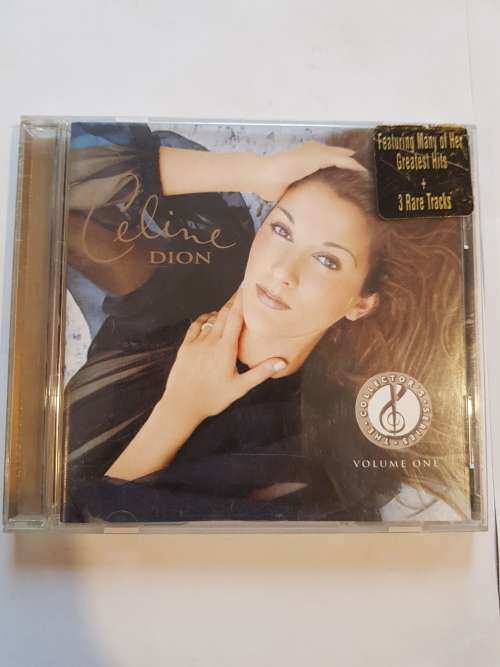 Featuring Many of Her
Greatest Hits
+
3 Rare Tracks
Celine
DION
THE COLLECTOR'S SERIES
VOLUME ONE